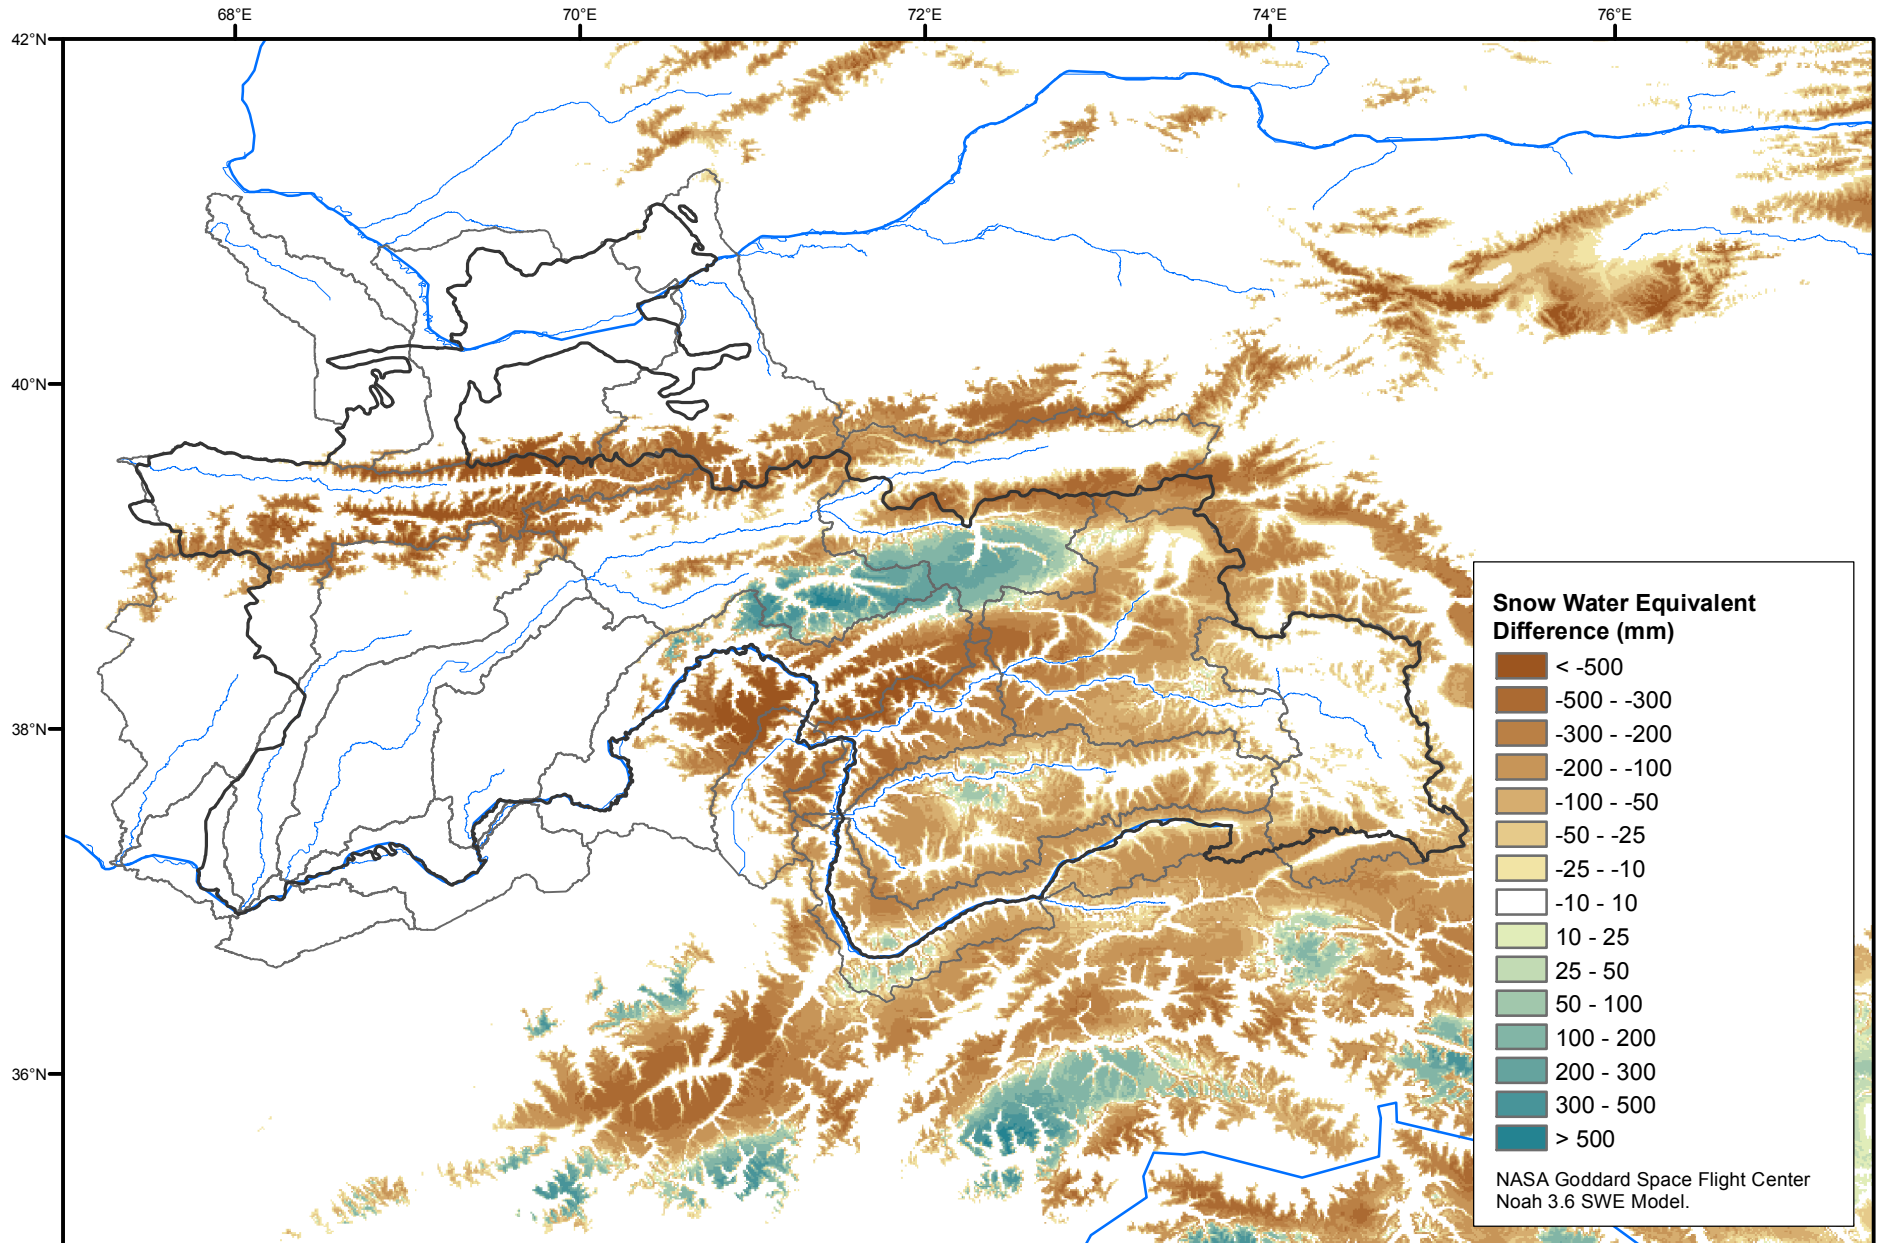 68°E 70°E 72°E 74°E 76°E
42°N
40°N
38°N
36°N
Snow Water Equivalent
Difference (mm)
< -500
-500 - -300
-300 - -200
-200 - -100
-100 - -50
-50 - -25
-25 - -10
-10 - 10
10 - 25
25 - 50
50 - 100
100 - 200
200 - 300
300 - 500
> 500
NASA Goddard Space Flight Center
Noah 3.6 SWE Model.